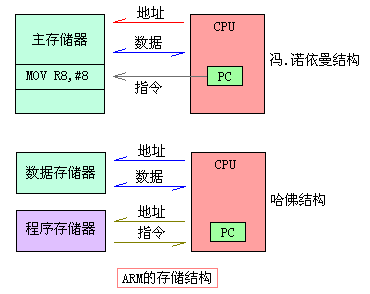 地址
CPU
主存储器
数据
冯.诺依曼结构
MOV R8,#8
PC
指令
地址
CPU
数据存储器
数据
哈佛结构
地址
程序存储器
指令
PC
ARM的存储结构